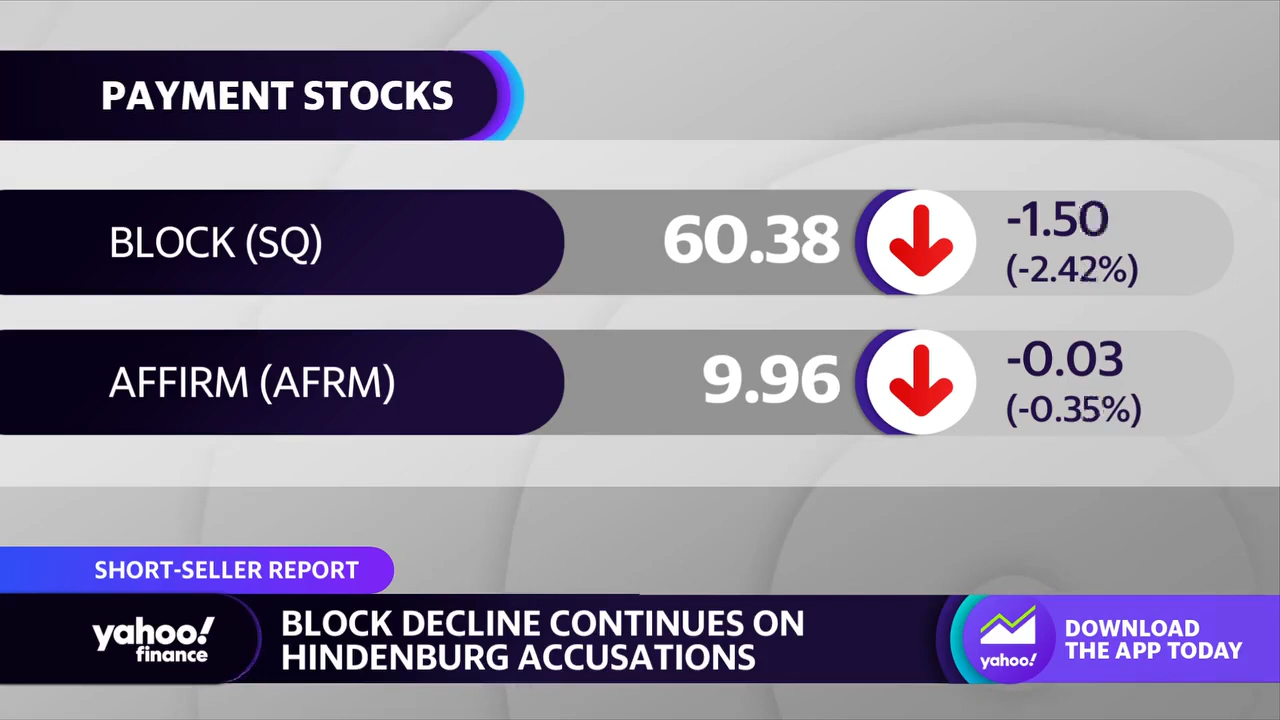 PAYMENT STOCKS
BLOCK (SQ) 60.38 -1.50
(-2.42%)
AFFIRM (AFRM) 9.96 -0.03
(-0.35%)
SHORT-SELLER REPORT
yahoo!
finance
BLOCK DECLINE CONTINUES ON
HINDENBURG ACCUSATIONS
yahoo!
DOWNLOAD
THE APP TODAY